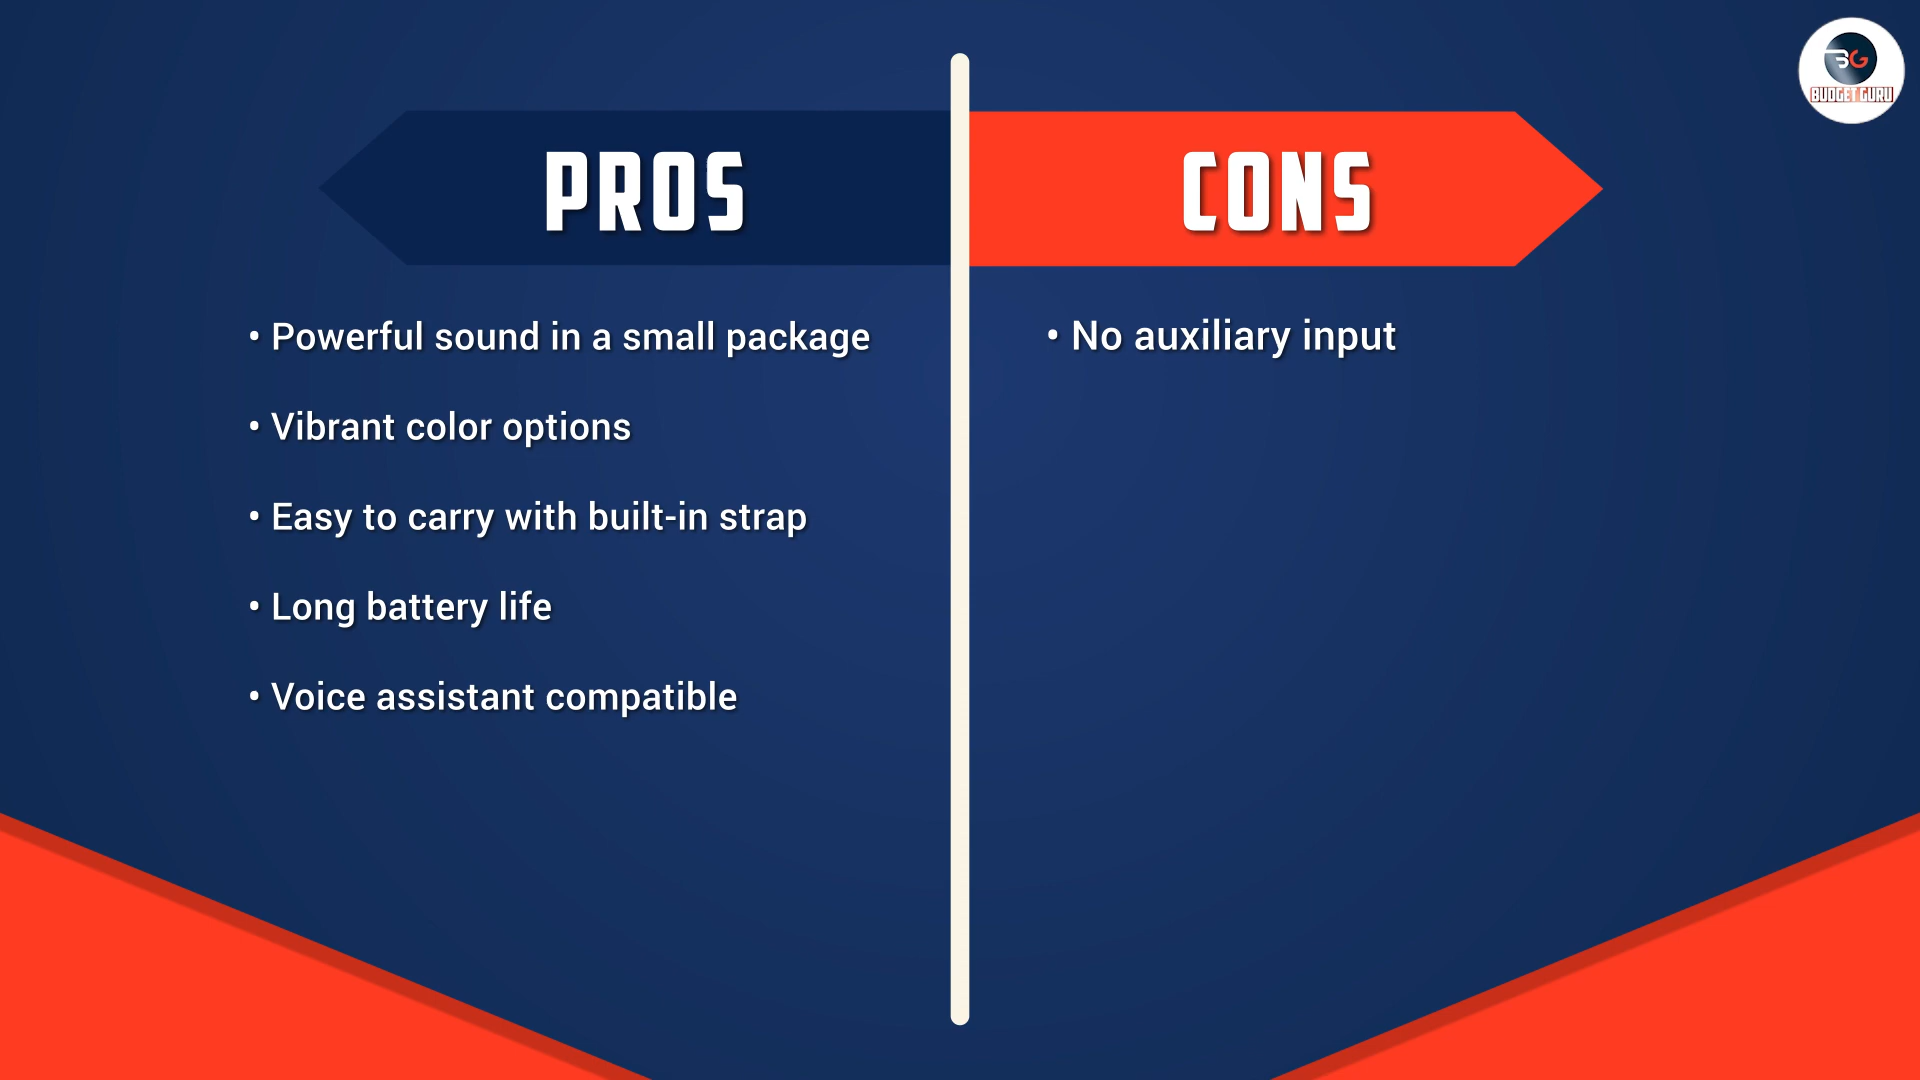 BG
BUDGET GURU
PROS
• Powerful sound in a small package
• Vibrant color options
• Easy to carry with built-in strap
• Long battery life
• Voice assistant compatible
CONS
• No auxiliary input